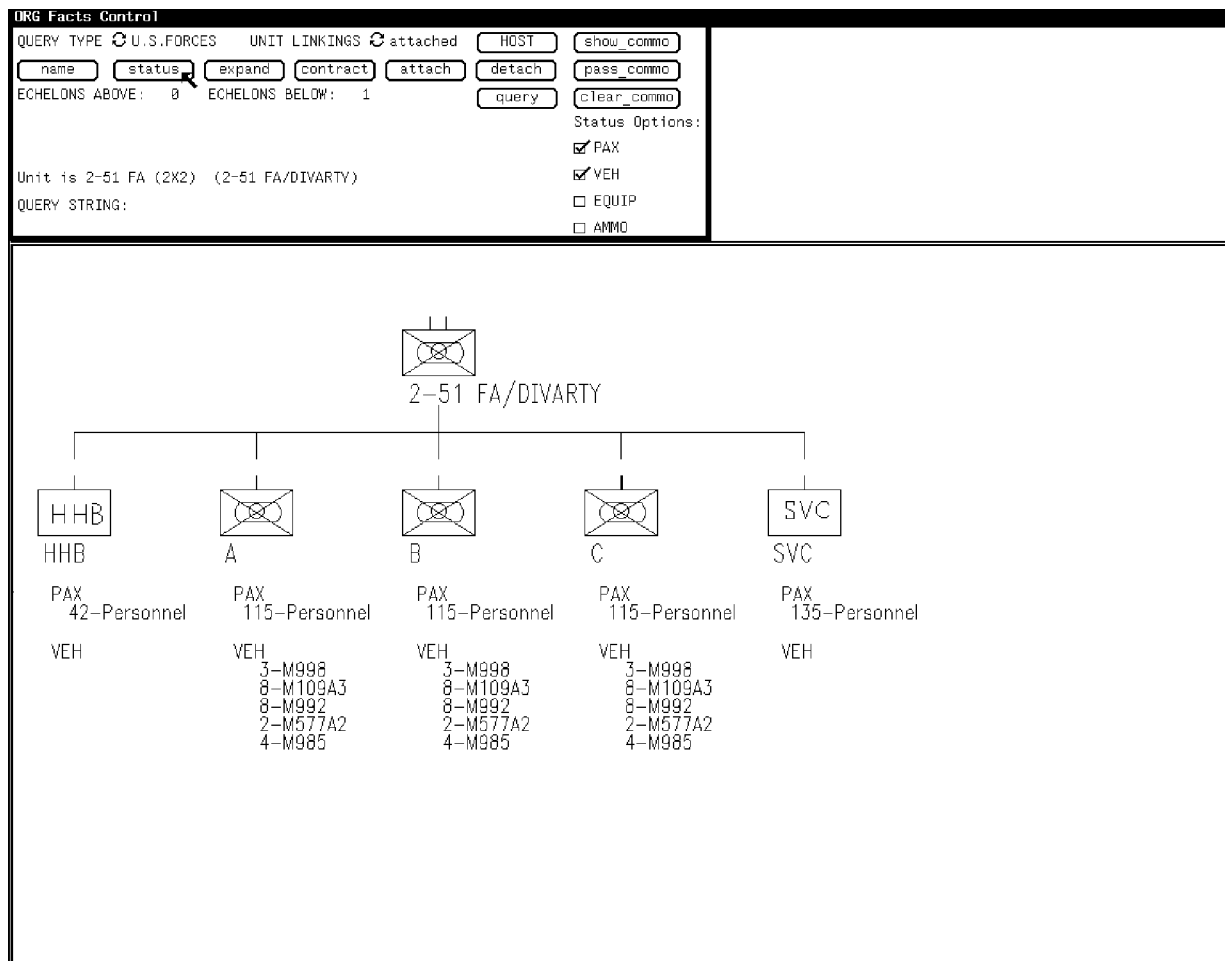 ORG Facts Control
QUERY TYPE U.S.FORCES UNIT LINKINGS attached HOST show_commo
name status expand contract attach detach pass_commo
ECHELONS ABOVE: 0 ECHELONS BELOW: 1 query clear_commo
Status Options:
PAX
Unit is 2-51 FA (2X2) (2-51 FA/DIVARTY) VEH
QUERY STRING: EQUIP
AMMO
2-51 FA/DIVARTY
HHB SVC
HHB A B C SVC
PAX PAX PAX PAX PAX
42-Personnel 115-Personnel 115-Personnel 115-Personnel 135-Personnel
VEH VEH VEH VEH VEH
3-M998 3-M998 3-M998
8-M109A3 8-M109A3 8-M109A3
8-M992 8-M992 8-M992
2-M577A2 2-M577A2 2-M577A2
4-M985 4-M985 4-M985